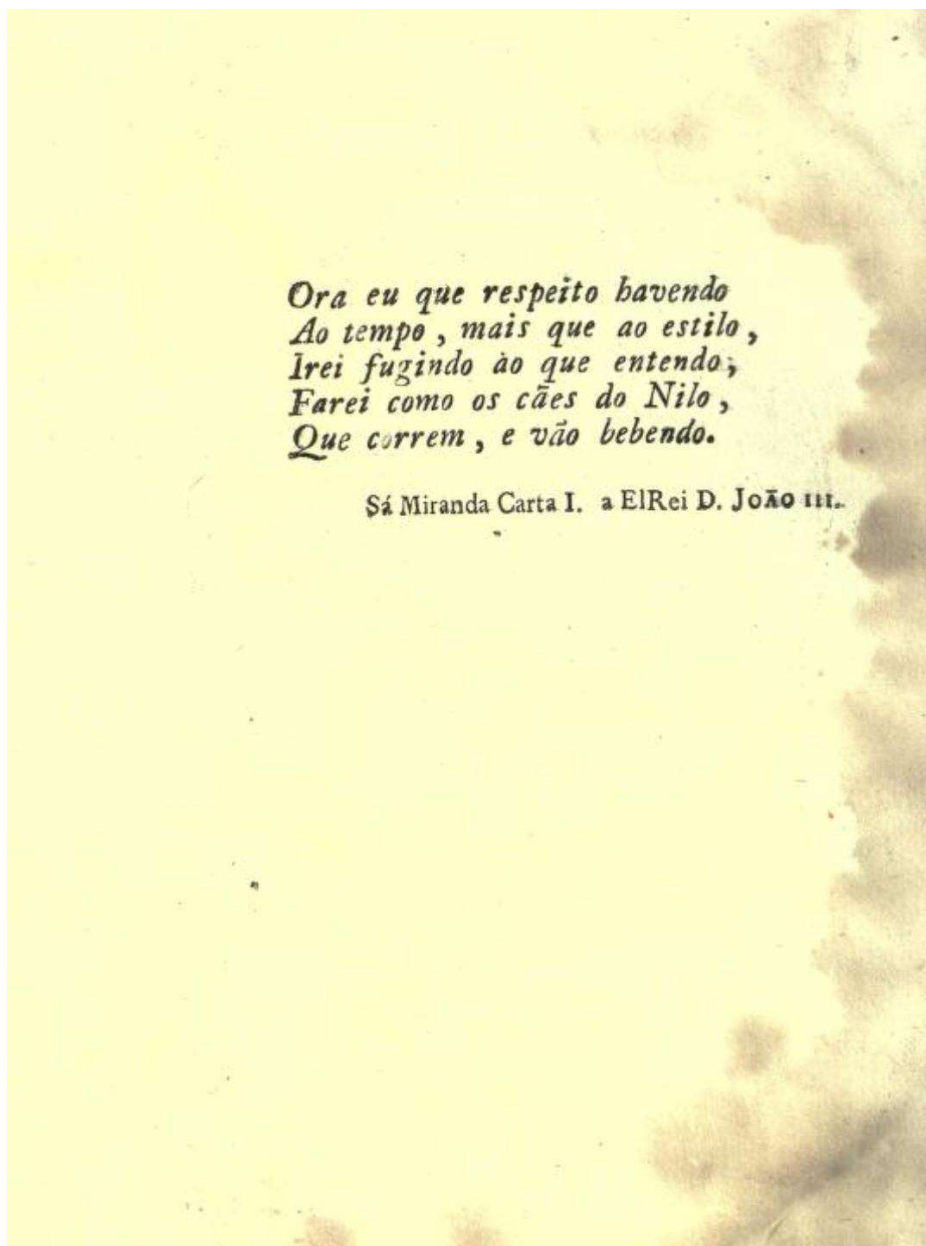 Ora eu que respeito havendo
Ao tempo, mais que ao estilo,
Irei fugindo ào que entendo;
Farei como os cães do Nilo,
Que correm, e vão bebendo.
Sá Miranda Carta I. a ElRei D. JOÃO III.